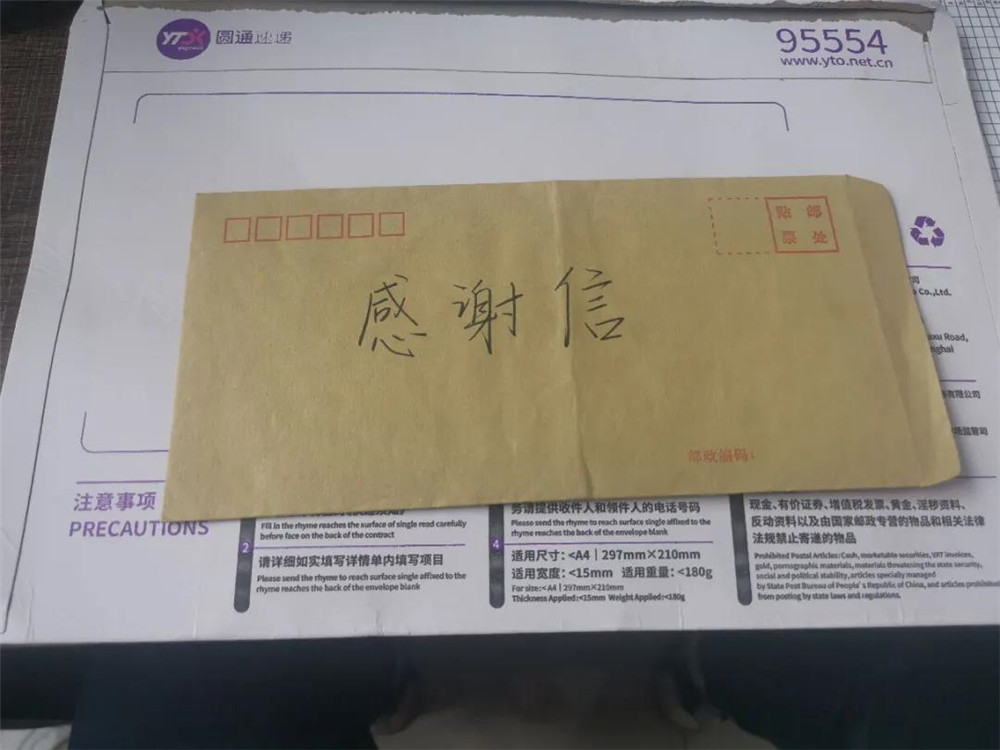 圆通速递
95554
www.yto.net.cn
贴 邮
票 处
感谢信
邮政编码：
Co.,Ltd.
Road,
有限公司
注意事项
PRECAUTIONS
2
Fill in the rhyme reaches the surface of single read carefully
before face on the back of the contract
请详细如实填写详情单内填写项目
Please send the rhyme to reach surface single affixed to the
rhyme reaches the back of the envelope blank
4
务请提供收件人和领件人的电话号码
Please send the rhyme to reach surface single affixed to the
rhyme reaches the back of the envelope blank
适用尺寸：<A4｜297mm×210mm
适用宽度：<15mm 适用重量：<180g
For size:<A4｜297mm×210mm
Thickness Applied:<15mm Weight Applied:<180g
现金、有价证券、增值税发票、黄金、淫秽资料、
反动资料以及由国家邮政专营的物品和相关法律
法规禁止寄递的物品
Prohibited Postal Articles: Cash, marketable securities, VAT invoices,
gold, pornographic materials, materials threatening the state security,
social and political stability, articles specially managed
by State Post Bureau of People's Republic of China, and articles prohibited
from posting by state laws and regulations.